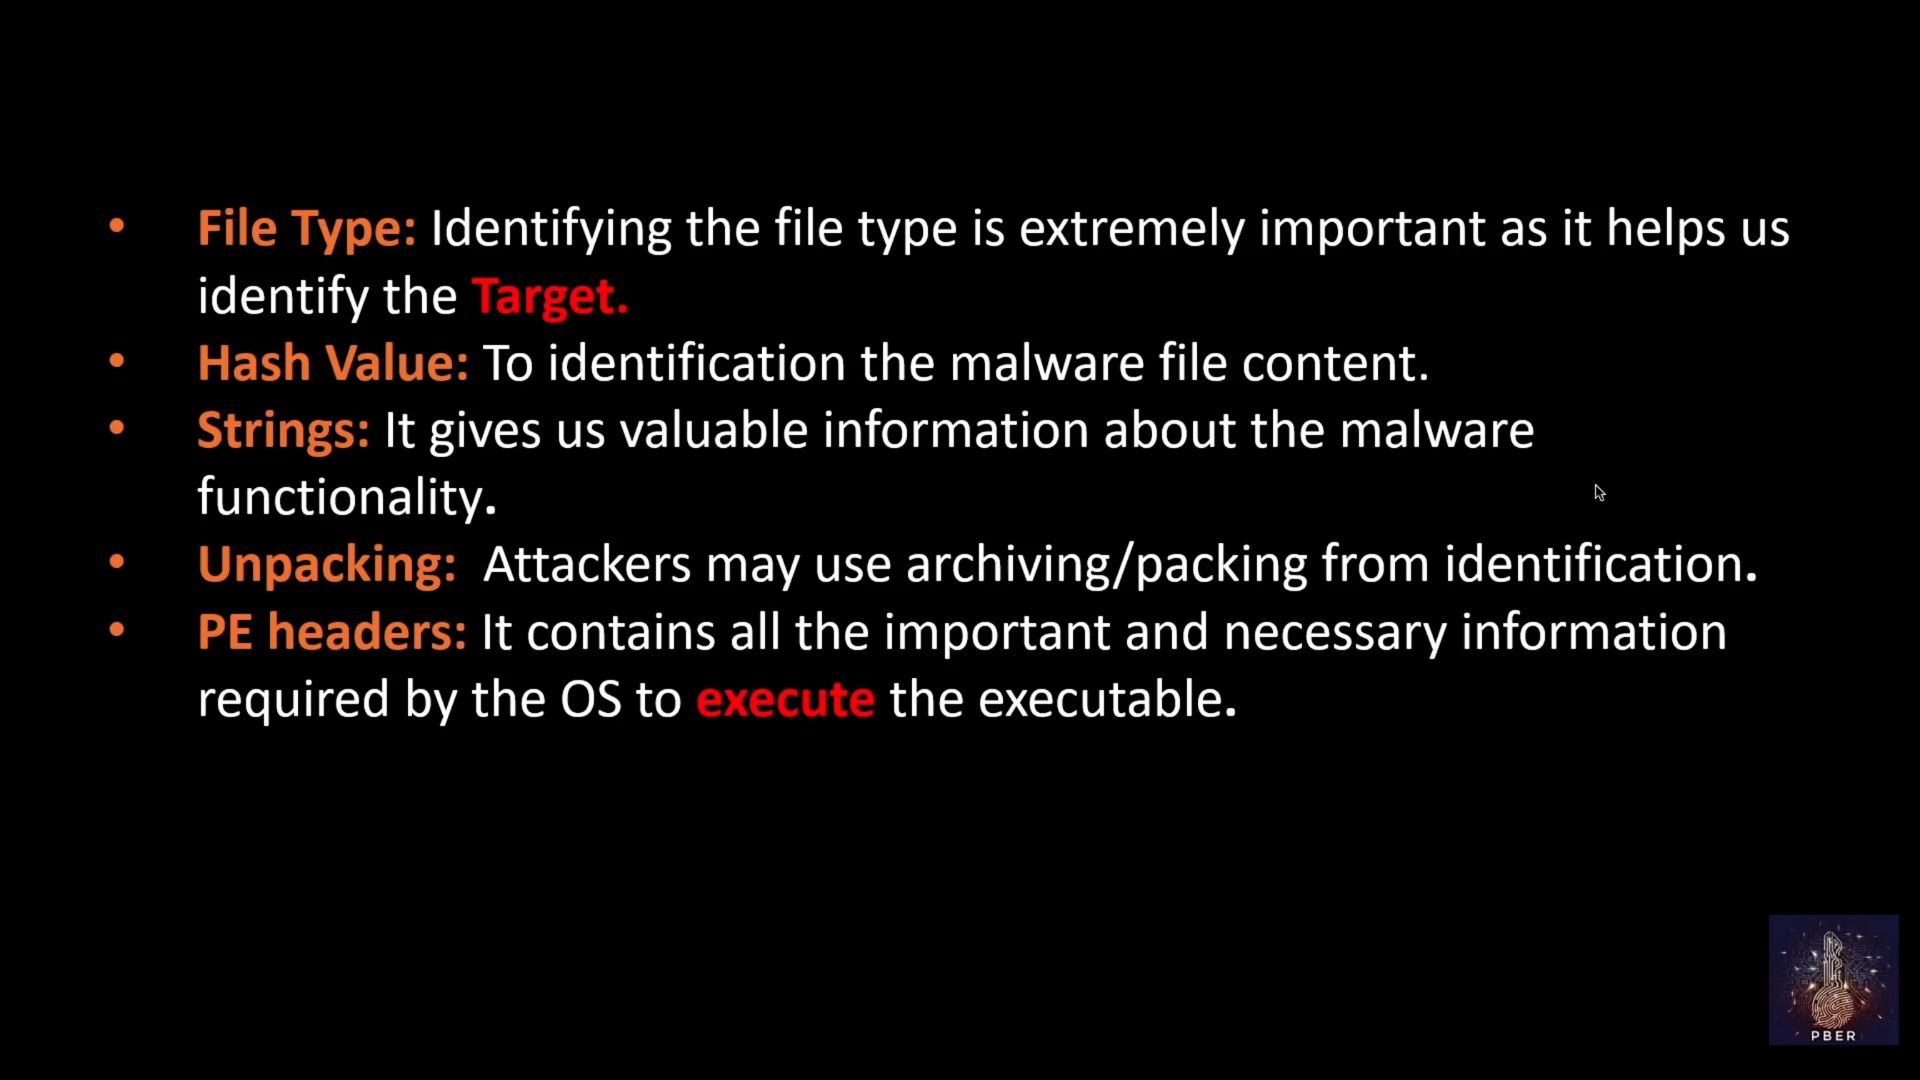 • File Type: Identifying the file type is extremely important as it helps us
identify the Target.
• Hash Value: To identification the malware file content.
• Strings: It gives us valuable information about the malware
functionality.
• Unpacking:  Attackers may use archiving/packing from identification.
• PE headers: It contains all the important and necessary information
required by the OS to execute the executable.
PBER